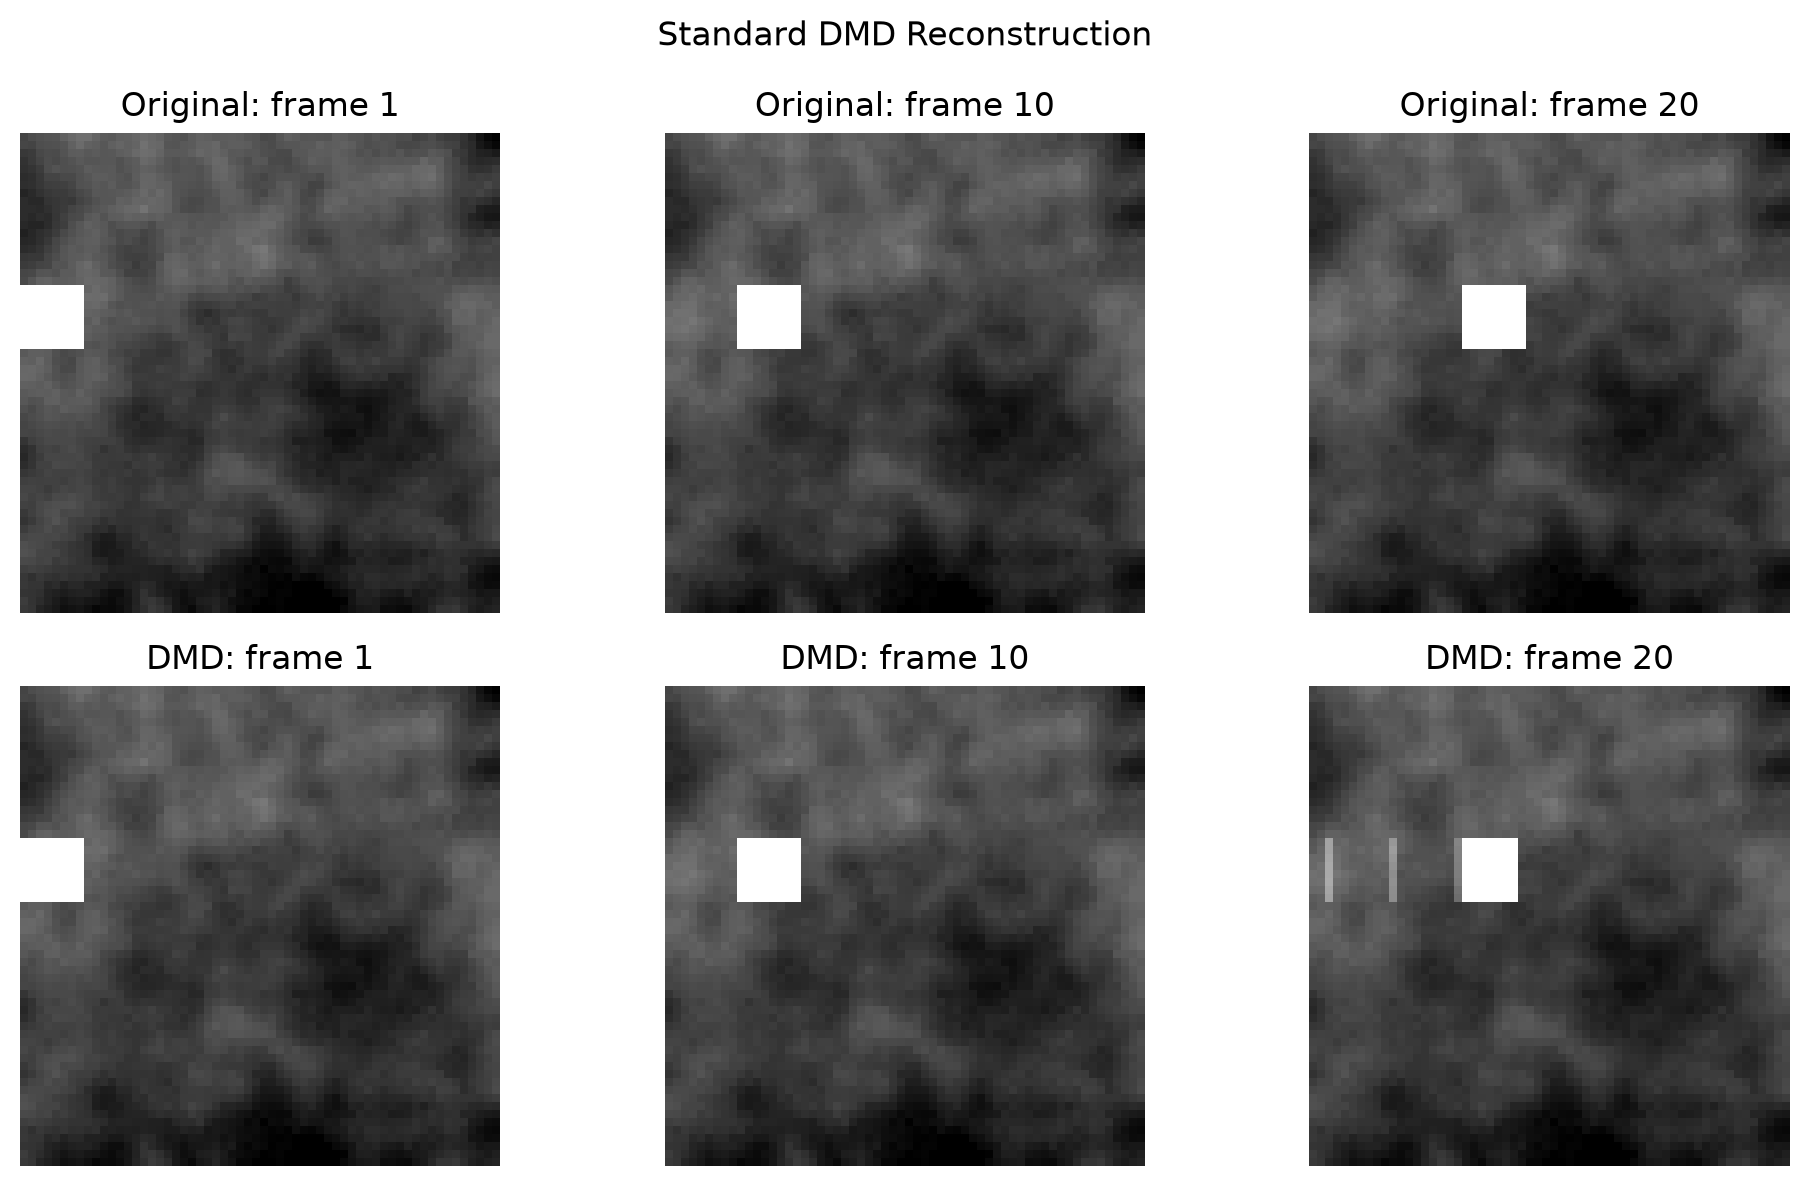 Standard DMD Reconstruction
Original: frame 1
Original: frame 10
Original: frame 20
DMD: frame 1
DMD: frame 10
DMD: frame 20